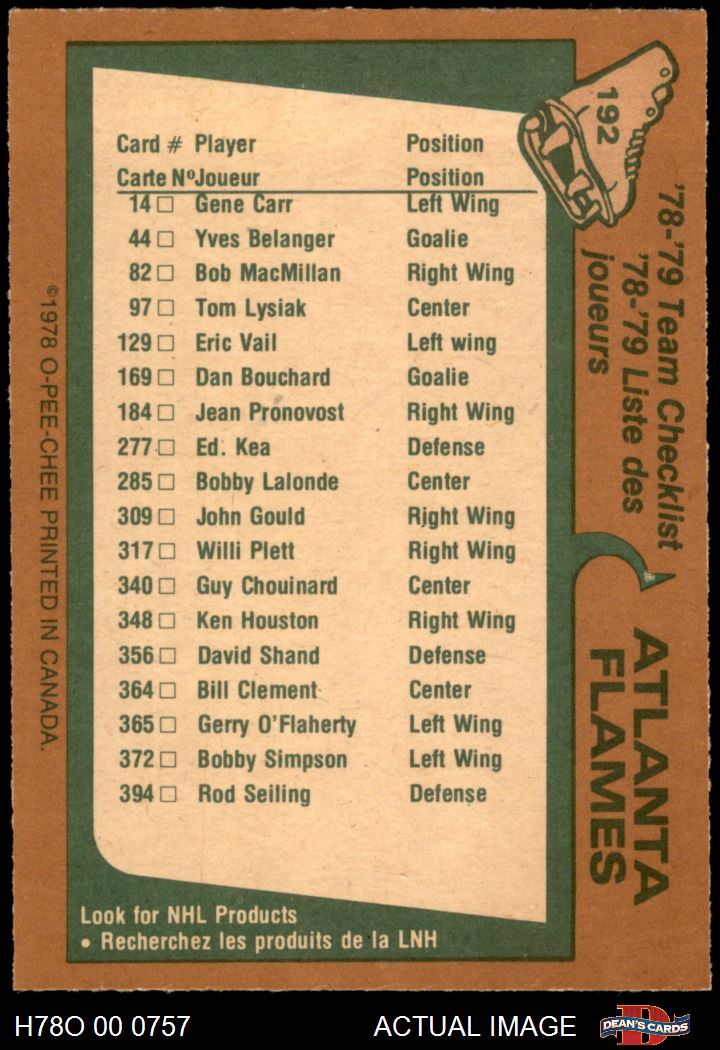 192
'78-'79 Team Checklist
'78-'79 Liste des
joueurs
ATLANTA
FLAMES
Card # Player Position
Carte Nº Joueur Position
14 □ Gene Carr Left Wing
44 □ Yves Belanger Goalie
82 □ Bob MacMillan Right Wing
97 □ Tom Lysiak Center
129 □ Eric Vail Left wing
169 □ Dan Bouchard Goalie
184 □ Jean Pronovost Right Wing
277 □ Ed. Kea Defense
285 □ Bobby Lalonde Center
309 □ John Gould Right Wing
317 □ Willi Plett Right Wing
340 □ Guy Chouinard Center
348 □ Ken Houston Right Wing
356 □ David Shand Defense
364 □ Bill Clement Center
365 □ Gerry O'Flaherty Left Wing
372 □ Bobby Simpson Left Wing
394 □ Rod Seiling Defense
Look for NHL Products
• Recherchez les produits de la LNH
©1978 O-PEE-CHEE PRINTED IN CANADA.
H78O 00 0757 ACTUAL IMAGE
D
DEAN'S CARDS